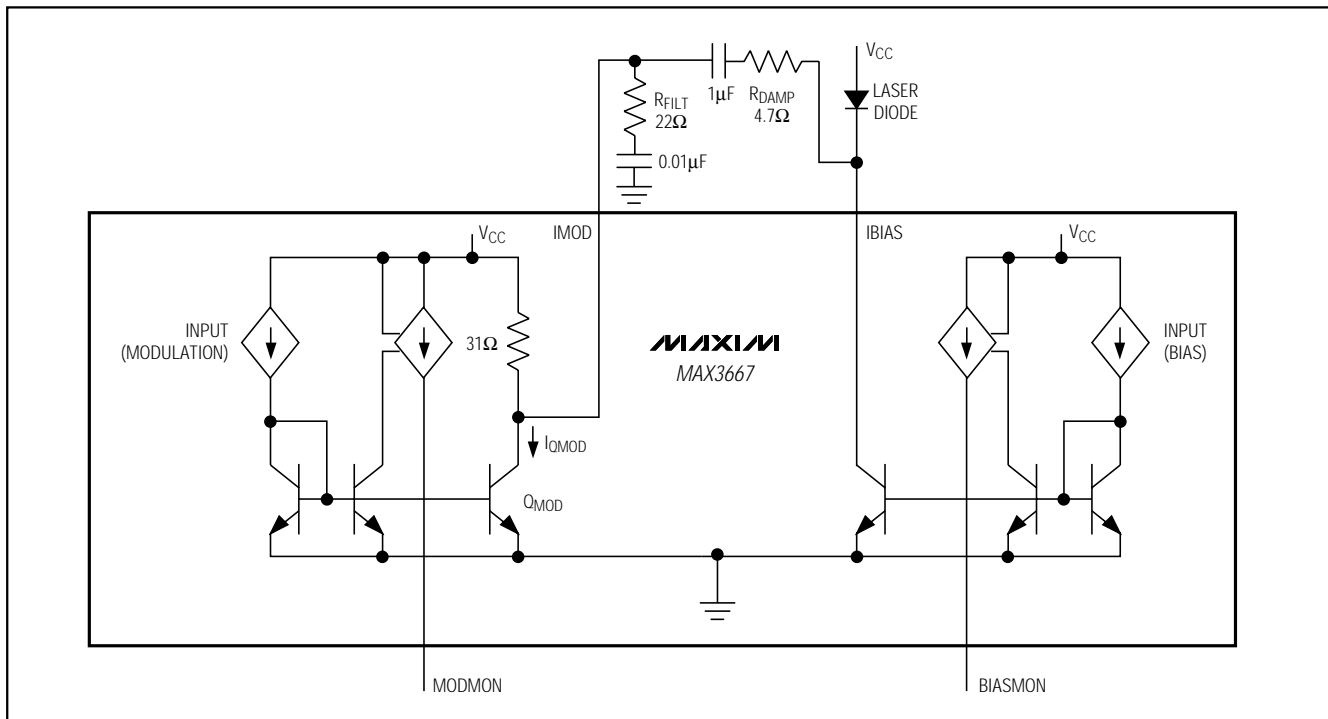 VCC
LASER
DIODE
RFILT
22Ω
1µF
RDAMP
4.7Ω
0.01µF
IMOD
IBIAS
VCC
VCC
INPUT
(MODULATION)
31Ω
MAXIM
MAX3667
INPUT
(BIAS)
IQMOD
QMOD
MODMON
BIASMON